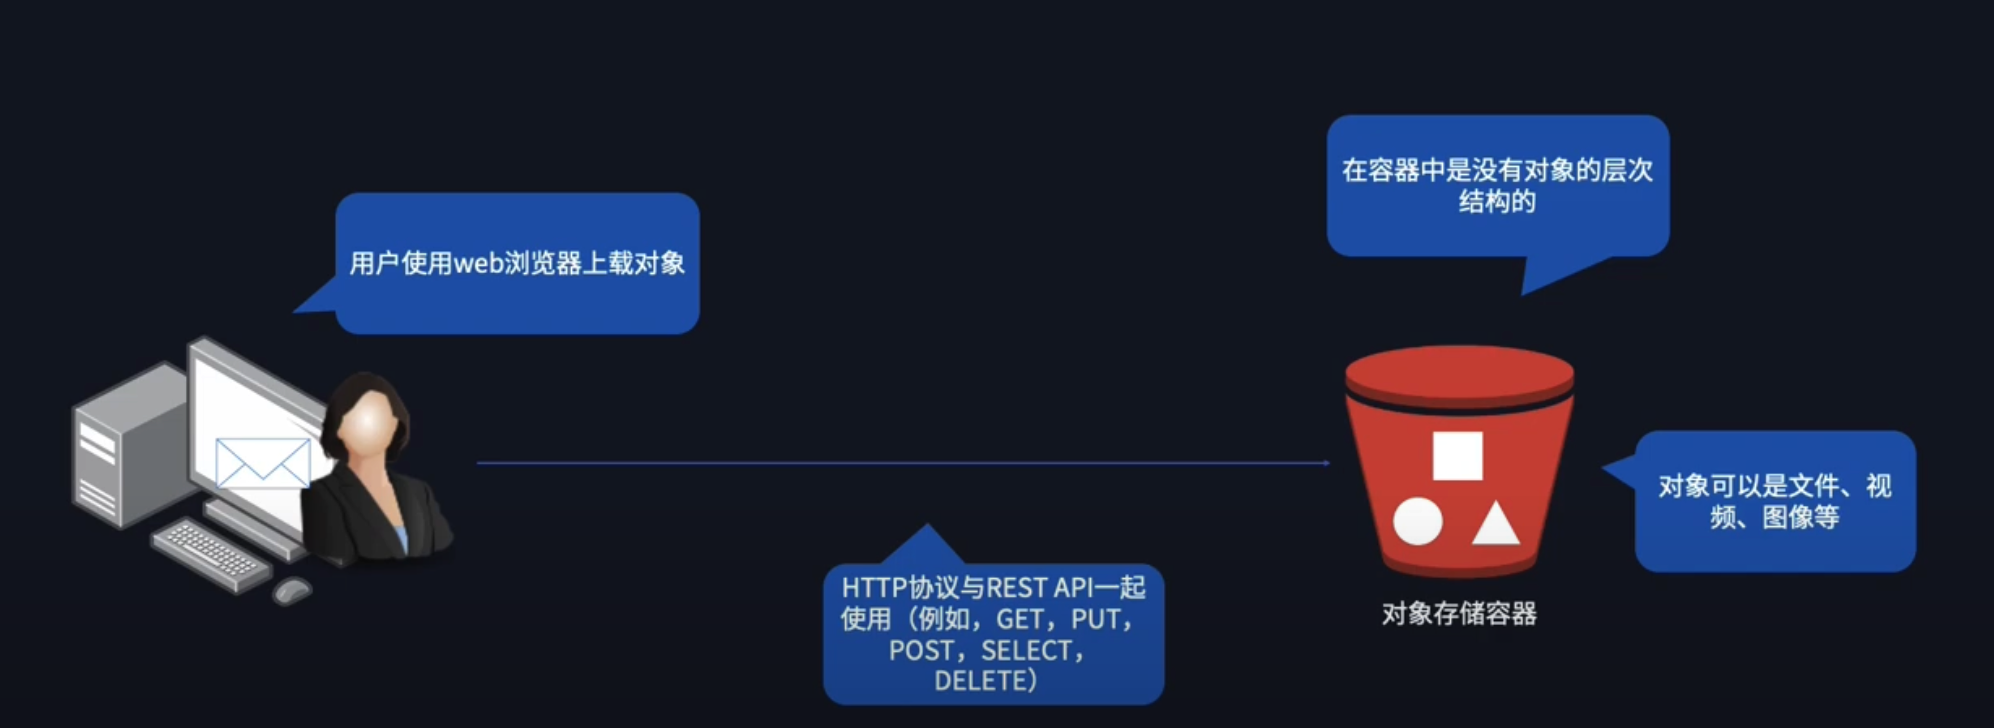 在容器中是没有对象的层次
结构的
用户使用web浏览器上载对象
对象可以是文件、视
频、图像等
HTTP协议与REST API一起
使用（例如，GET，PUT，
POST，SELECT，
DELETE）
对象存储容器